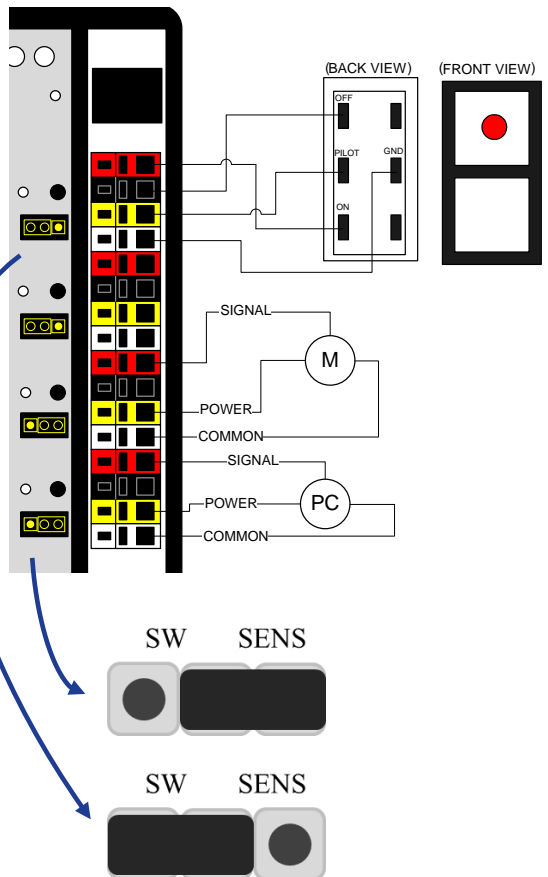 (BACK VIEW) (FRONT VIEW)
OFF
PILOT GND
ON
SIGNAL
M
POWER
COMMON
SIGNAL
POWER PC
COMMON
SW SENS
SW SENS